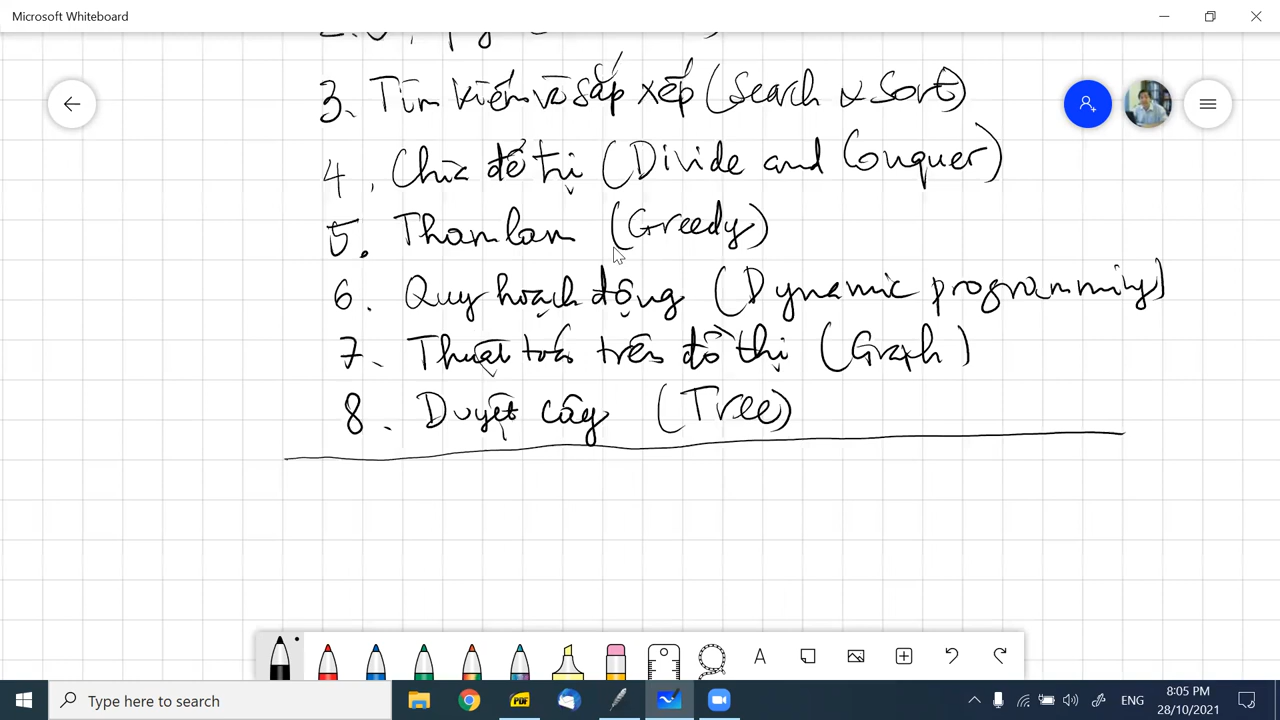 Microsoft Whiteboard
3. Tìm kiếm và sắp xếp (Search & Sort)
4. Chia để trị (Divide and Conquer)
5. Tham lam (Greedy)
6. Quy hoạch động (Dynamic programming)
7. Thuật toán trên đồ thị (Graph)
8. Duyệt cây (Tree)
A
Type here to search
PDF
ENG
8:05 PM
28/10/2021